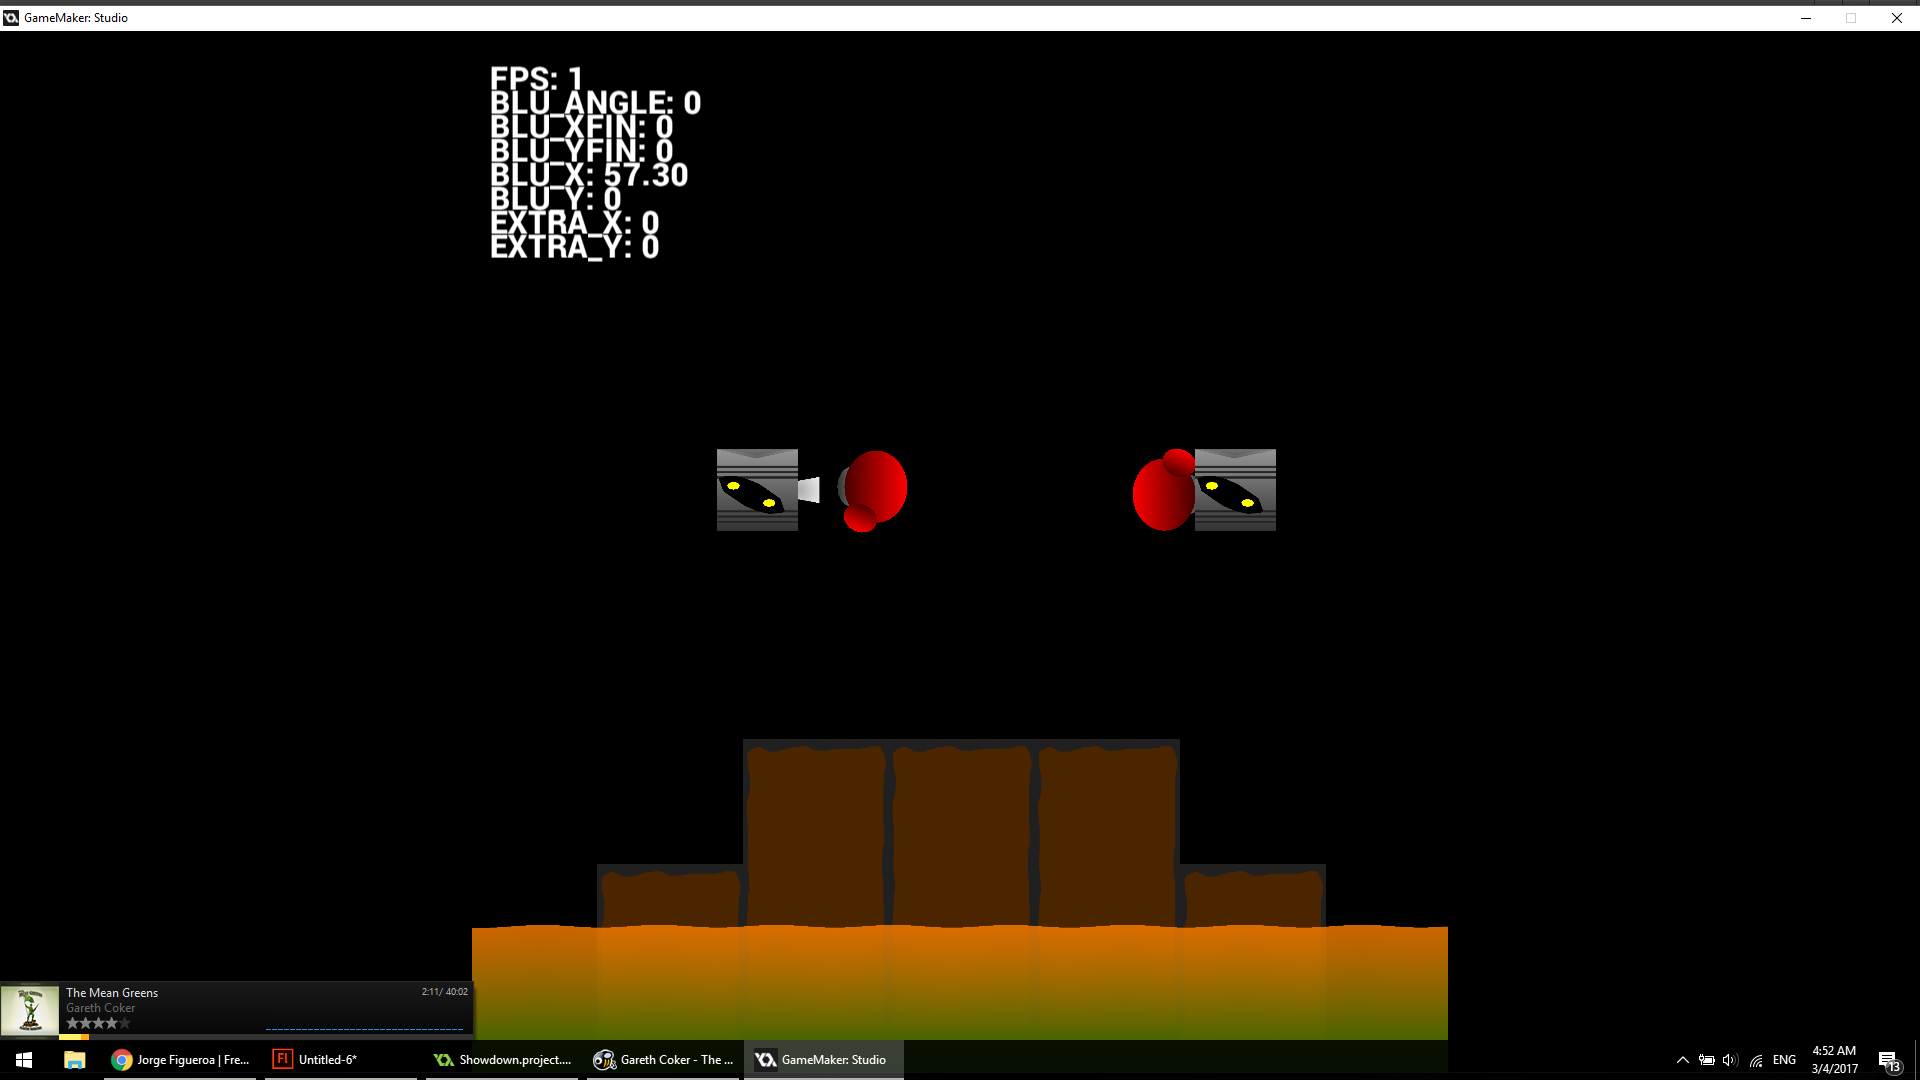 GameMaker: Studio
FPS: 1
BLU_ANGLE: 0
BLU_XFIN: 0
BLU_YFIN: 0
BLU_X: 57.30
BLU_Y: 0
EXTRA_X: 0
EXTRA_Y: 0
The Mean Greens
2:11/ 40:02
Gareth Coker
Jorge Figueroa | Fre...
Fl
Untitled-6*
Showdown.project....
Gareth Coker - The ...
GameMaker: Studio
ENG
4:52 AM
3/4/2017
13